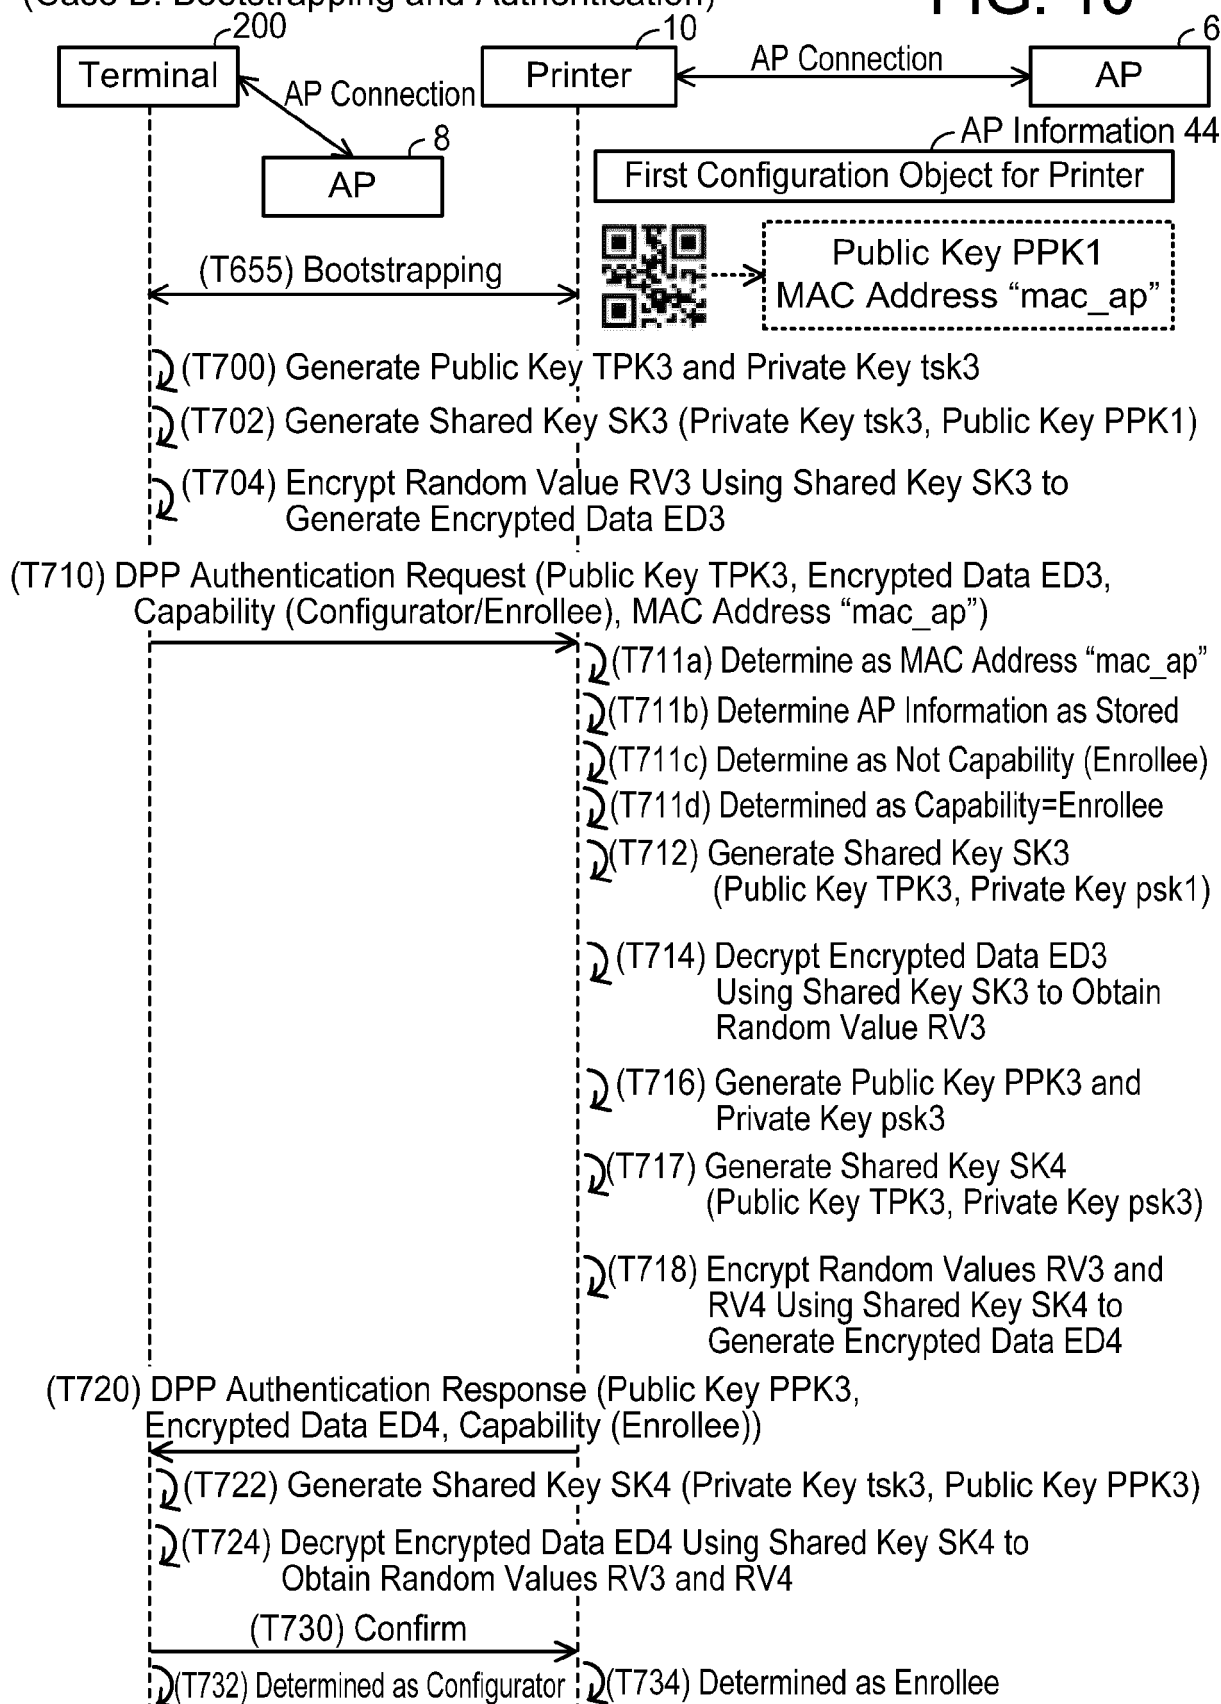 (Case B: Bootstrapping and Authentication)
FIG. 10
200
10
6
Terminal
Printer
AP Connection
AP
AP Connection
8
AP
AP Information 44
First Configuration Object for Printer
(T655) Bootstrapping
Public Key PPK1
MAC Address “mac_ap”
(T700) Generate Public Key TPK3 and Private Key tsk3
(T702) Generate Shared Key SK3 (Private Key tsk3, Public Key PPK1)
(T704) Encrypt Random Value RV3 Using Shared Key SK3 to
Generate Encrypted Data ED3
(T710) DPP Authentication Request (Public Key TPK3, Encrypted Data ED3,
Capability (Configurator/Enrollee), MAC Address “mac_ap”)
(T711a) Determine as MAC Address “mac_ap”
(T711b) Determine AP Information as Stored
(T711c) Determine as Not Capability (Enrollee)
(T711d) Determined as Capability=Enrollee
(T712) Generate Shared Key SK3
(Public Key TPK3, Private Key psk1)
(T714) Decrypt Encrypted Data ED3
Using Shared Key SK3 to Obtain
Random Value RV3
(T716) Generate Public Key PPK3 and
Private Key psk3
(T717) Generate Shared Key SK4
(Public Key TPK3, Private Key psk3)
(T718) Encrypt Random Values RV3 and
RV4 Using Shared Key SK4 to
Generate Encrypted Data ED4
(T720) DPP Authentication Response (Public Key PPK3,
Encrypted Data ED4, Capability (Enrollee))
(T722) Generate Shared Key SK4 (Private Key tsk3, Public Key PPK3)
(T724) Decrypt Encrypted Data ED4 Using Shared Key SK4 to
Obtain Random Values RV3 and RV4
(T730) Confirm
(T732) Determined as Configurator
(T734) Determined as Enrollee